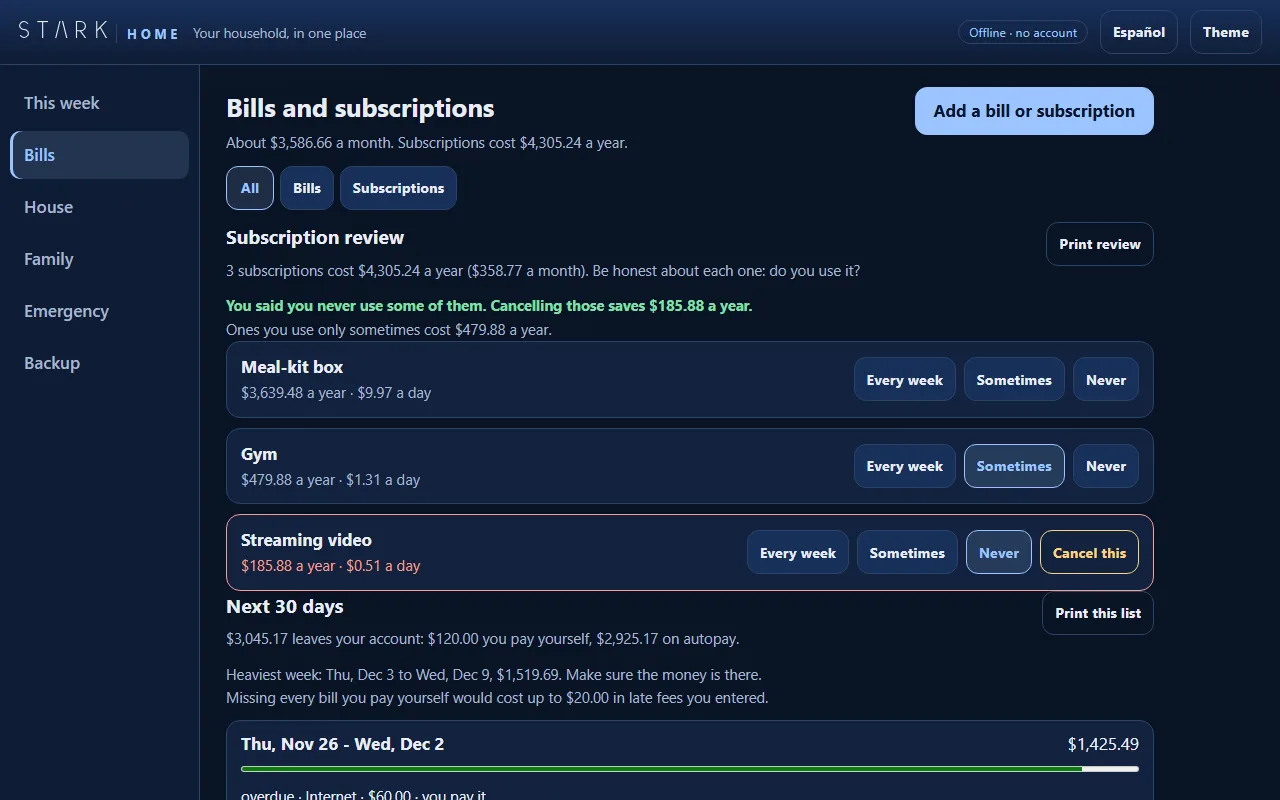 STARK HOME Your household, in one place
Offline · no account
Español
Theme
This week
Bills
House
Family
Emergency
Backup
Bills and subscriptions
Add a bill or subscription
About $3,586.66 a month. Subscriptions cost $4,305.24 a year.
All
Bills
Subscriptions
Subscription review
Print review
3 subscriptions cost $4,305.24 a year ($358.77 a month). Be honest about each one: do you use it?
You said you never use some of them. Cancelling those saves $185.88 a year.
Ones you use only sometimes cost $479.88 a year.
Meal-kit box
$3,639.48 a year · $9.97 a day
Every week
Sometimes
Never
Gym
$479.88 a year · $1.31 a day
Every week
Sometimes
Never
Streaming video
$185.88 a year · $0.51 a day
Every week
Sometimes
Never
Cancel this
Next 30 days
Print this list
$3,045.17 leaves your account: $120.00 you pay yourself, $2,925.17 on autopay.
Heaviest week: Thu, Dec 3 to Wed, Dec 9, $1,519.69. Make sure the money is there.
Missing every bill you pay yourself would cost up to $20.00 in late fees you entered.
Thu, Nov 26 - Wed, Dec 2
$1,425.49
overdue · Internet · $60.00 · you pay it